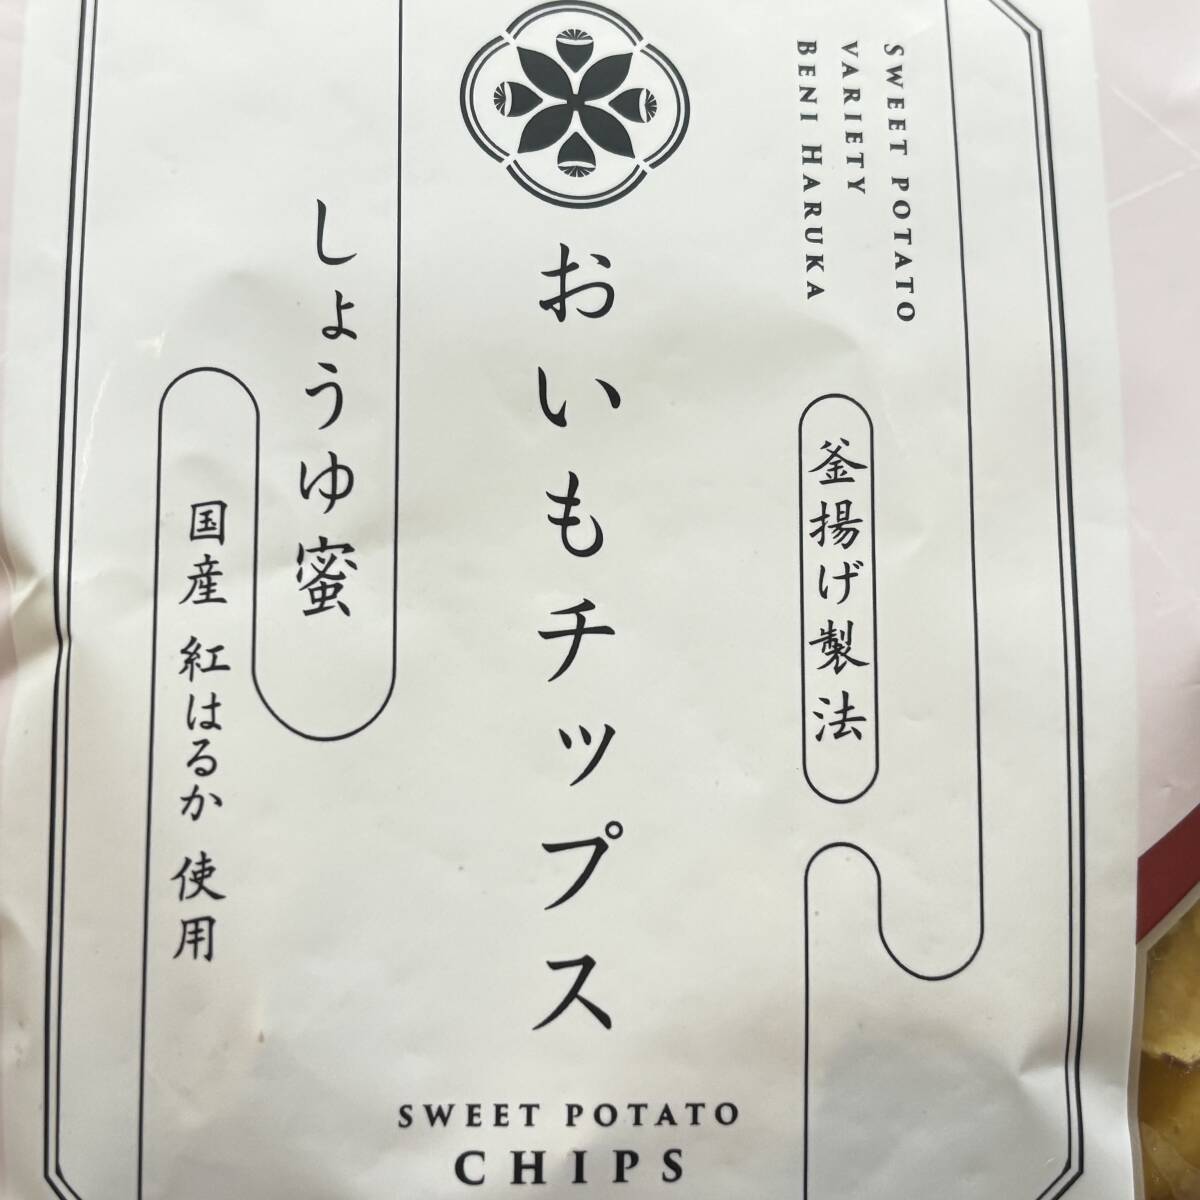 SWEET POTATO
VARIETY
BENI HARUKA
釜揚げ製法
おいもチップス
しょうゆ蜜
国産 紅はるか 使用
SWEET POTATO
CHIPS